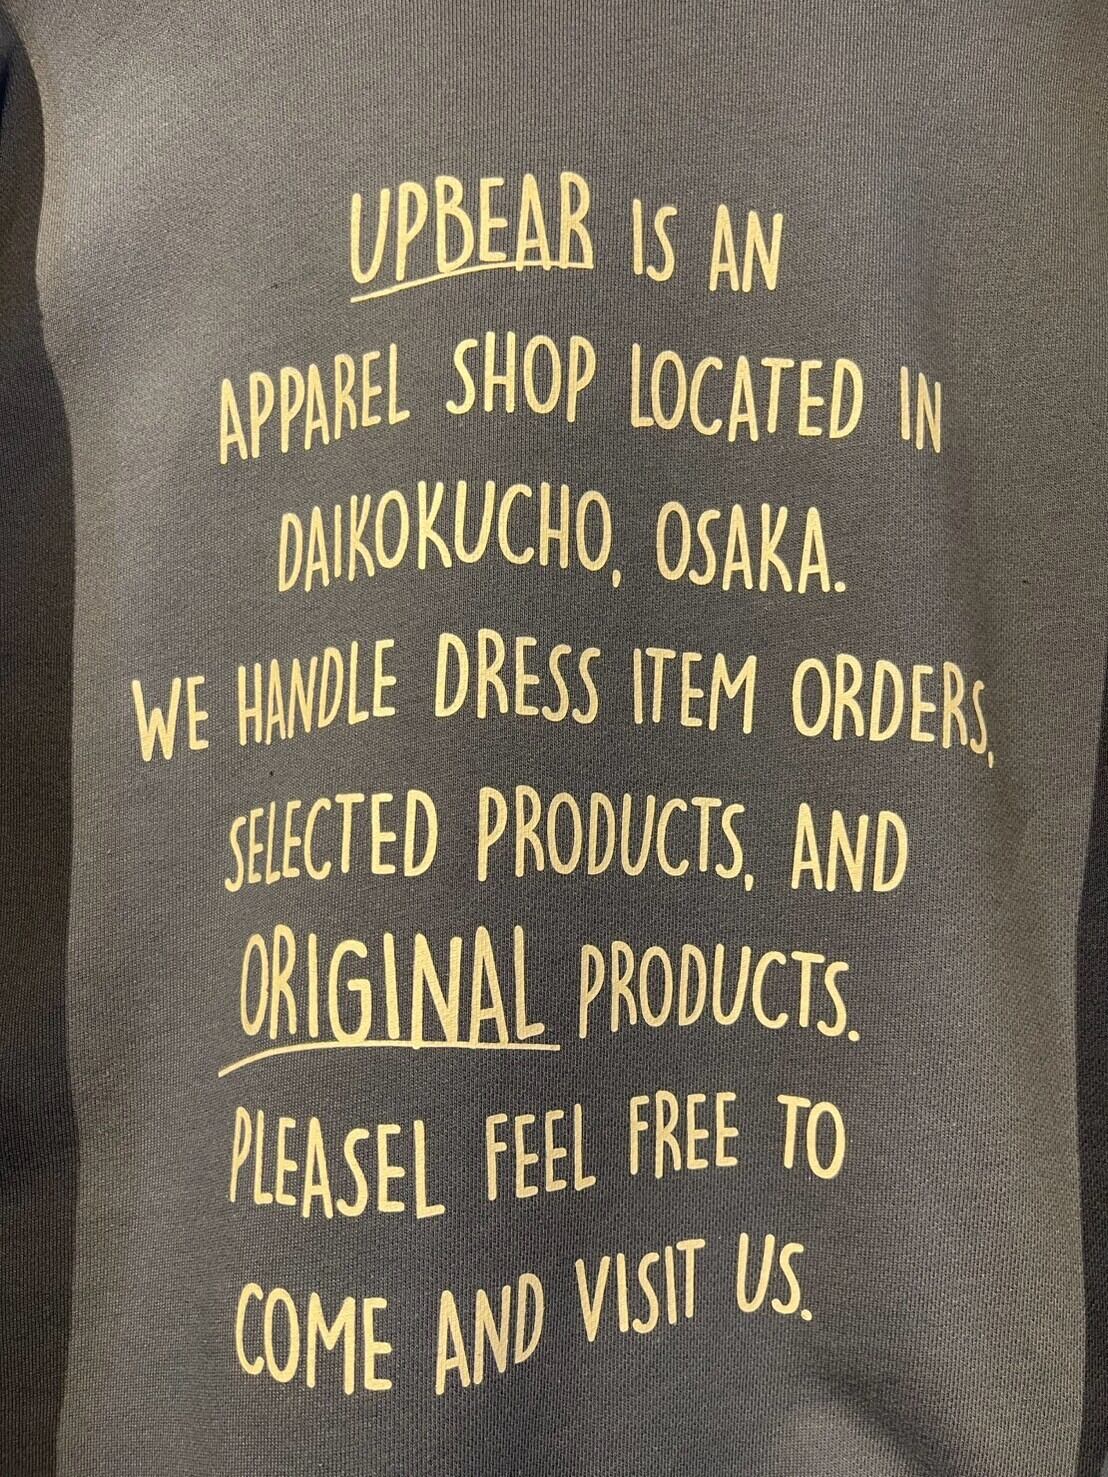 UPBEAR IS AN
APPAREL SHOP LOCATED IN
DAIKOKUCHO, OSAKA.
WE HANDLE DRESS ITEM ORDERS,
SELECTED PRODUCTS, AND
ORIGINAL PRODUCTS.
PLEASEL FEEL FREE TO
COME AND VISIT US.